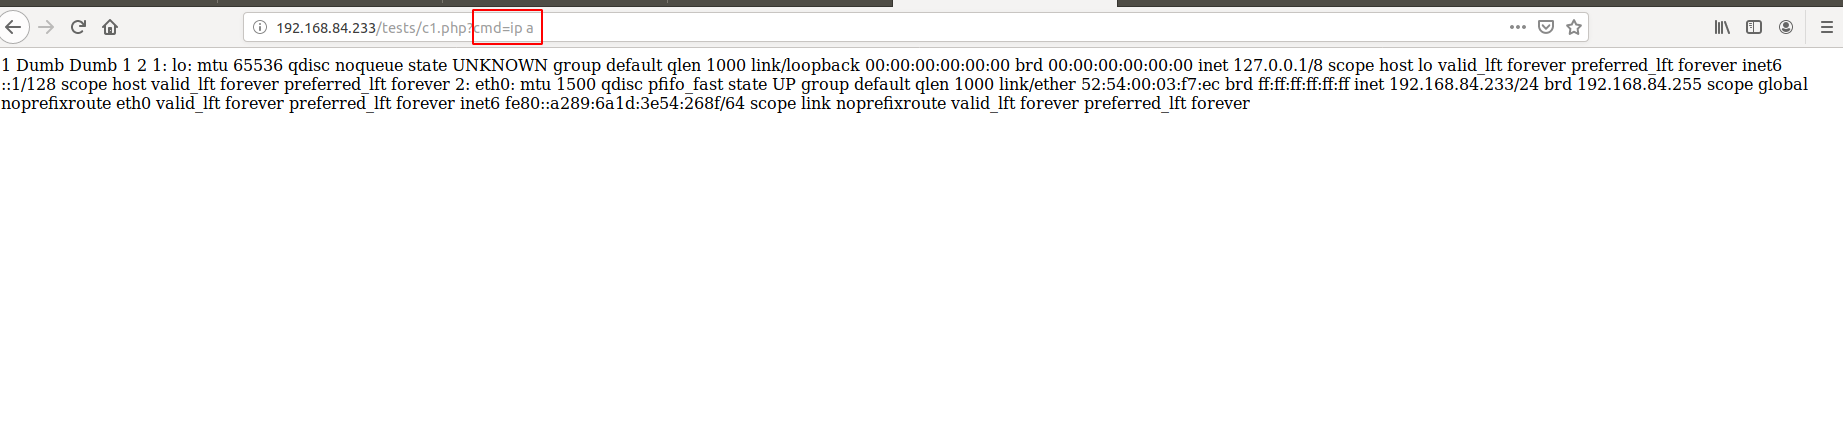 192.168.84.233/tests/c1.php?cmd=ip a
1 Dumb Dumb 1 2 1: lo: mtu 65536 qdisc noqueue state UNKNOWN group default qlen 1000 link/loopback 00:00:00:00:00:00 brd 00:00:00:00:00:00 inet 127.0.0.1/8 scope host lo valid_lft forever preferred_lft forever inet6
::1/128 scope host valid_lft forever preferred_lft forever 2: eth0: mtu 1500 qdisc pfifo_fast state UP group default qlen 1000 link/ether 52:54:00:03:f7:ec brd ff:ff:ff:ff:ff:ff inet 192.168.84.233/24 brd 192.168.84.255 scope global
noprefixroute eth0 valid_lft forever preferred_lft forever inet6 fe80::a289:6a1d:3e54:268f/64 scope link noprefixroute valid_lft forever preferred_lft forever